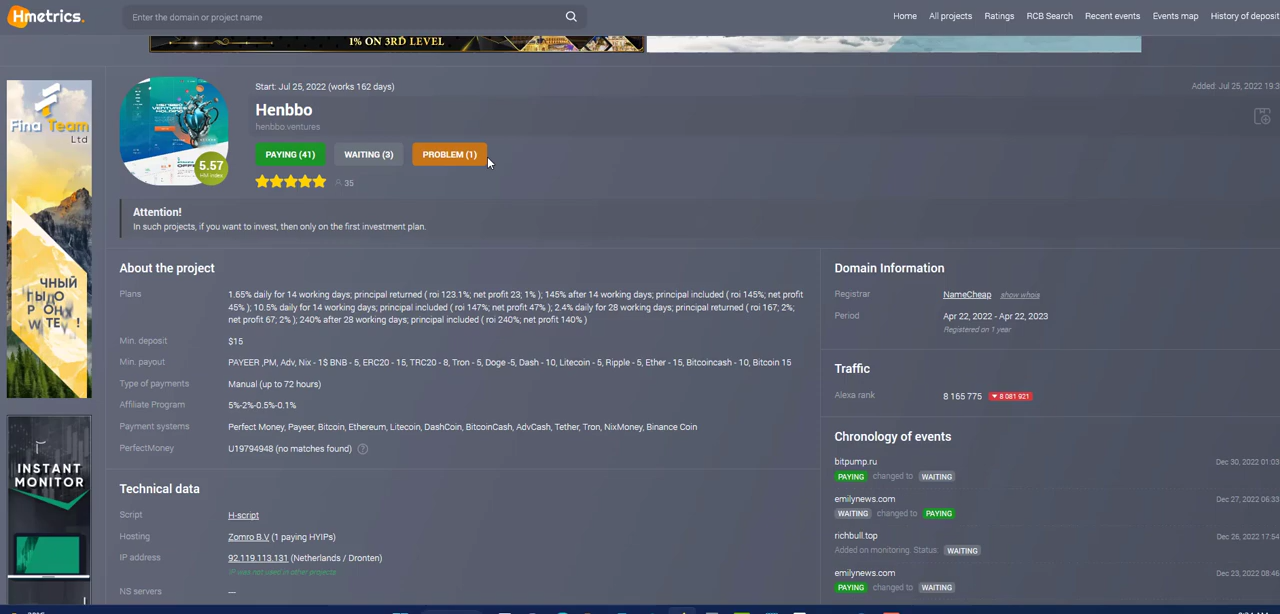 Hmetrics.
Enter the domain or project name
Home All projects Ratings RCB Search Recent events Events map History of deposit
1% ON 3RD LEVEL
Start: Jul 25, 2022 (works 162 days)
Added: Jul 25, 2022 19:3
Henbbo
henbbo.ventures
PAYING (41) WAITING (3) PROBLEM (1)
5.57
HM index
35
Attention!
In such projects, if you want to invest, then only on the first investment plan.
Fina Team
Ltd
ЧНЫЙ
INSTANT
MONITOR
About the project
Plans
1.65% daily for 14 working days; principal returned ( roi 123.1%; net profit 23; 1% ); 145% after 14 working days; principal included ( roi 145%; net profit
45% ); 10.5% daily for 14 working days; principal included ( roi 147%; net profit 47% ); 2.4% daily for 28 working days; principal returned ( roi 167; 2%;
net profit 67; 2% ); 240% after 28 working days; principal included ( roi 240%; net profit 140% )
Min. deposit $15
Min. payout PAYEER ,PM, Adv, Nix - 1$ BNB - 5, ERC20 - 15, TRC20 - 8, Tron - 5, Doge -5, Dash - 10, Litecoin - 5, Ripple - 5, Ether - 15, Bitcoincash - 10, Bitcoin 15
Type of payments Manual (up to 72 hours)
Affiliate Program 5%-2%-0.5%-0.1%
Payment systems Perfect Money, Payeer, Bitcoin, Ethereum, Litecoin, DashCoin, BitcoinCash, AdvCash, Tether, Tron, NixMoney, Binance Coin
PerfectMoney U19794948 (no matches found) ?
Technical data
Script H-script
Hosting Zomro B.V (1 paying HYIPs)
IP address 92.119.113.131 (Netherlands / Dronten)
IP was not used in other projects
NS servers —
Domain Information
Registrar NameCheap show whois
Period Apr 22, 2022 - Apr 22, 2023
Registered on 1 year
Traffic
Alexa rank 8 165 775 8 081 921
Chronology of events
bitpump.ru Dec 30, 2022 01:03
PAYING changed to WAITING
emilynews.com Dec 27, 2022 06:33
WAITING changed to PAYING
richbull.top Dec 26, 2022 17:54
Added on monitoring. Status: WAITING
emilynews.com Dec 23, 2022 08:46
PAYING changed to WAITING